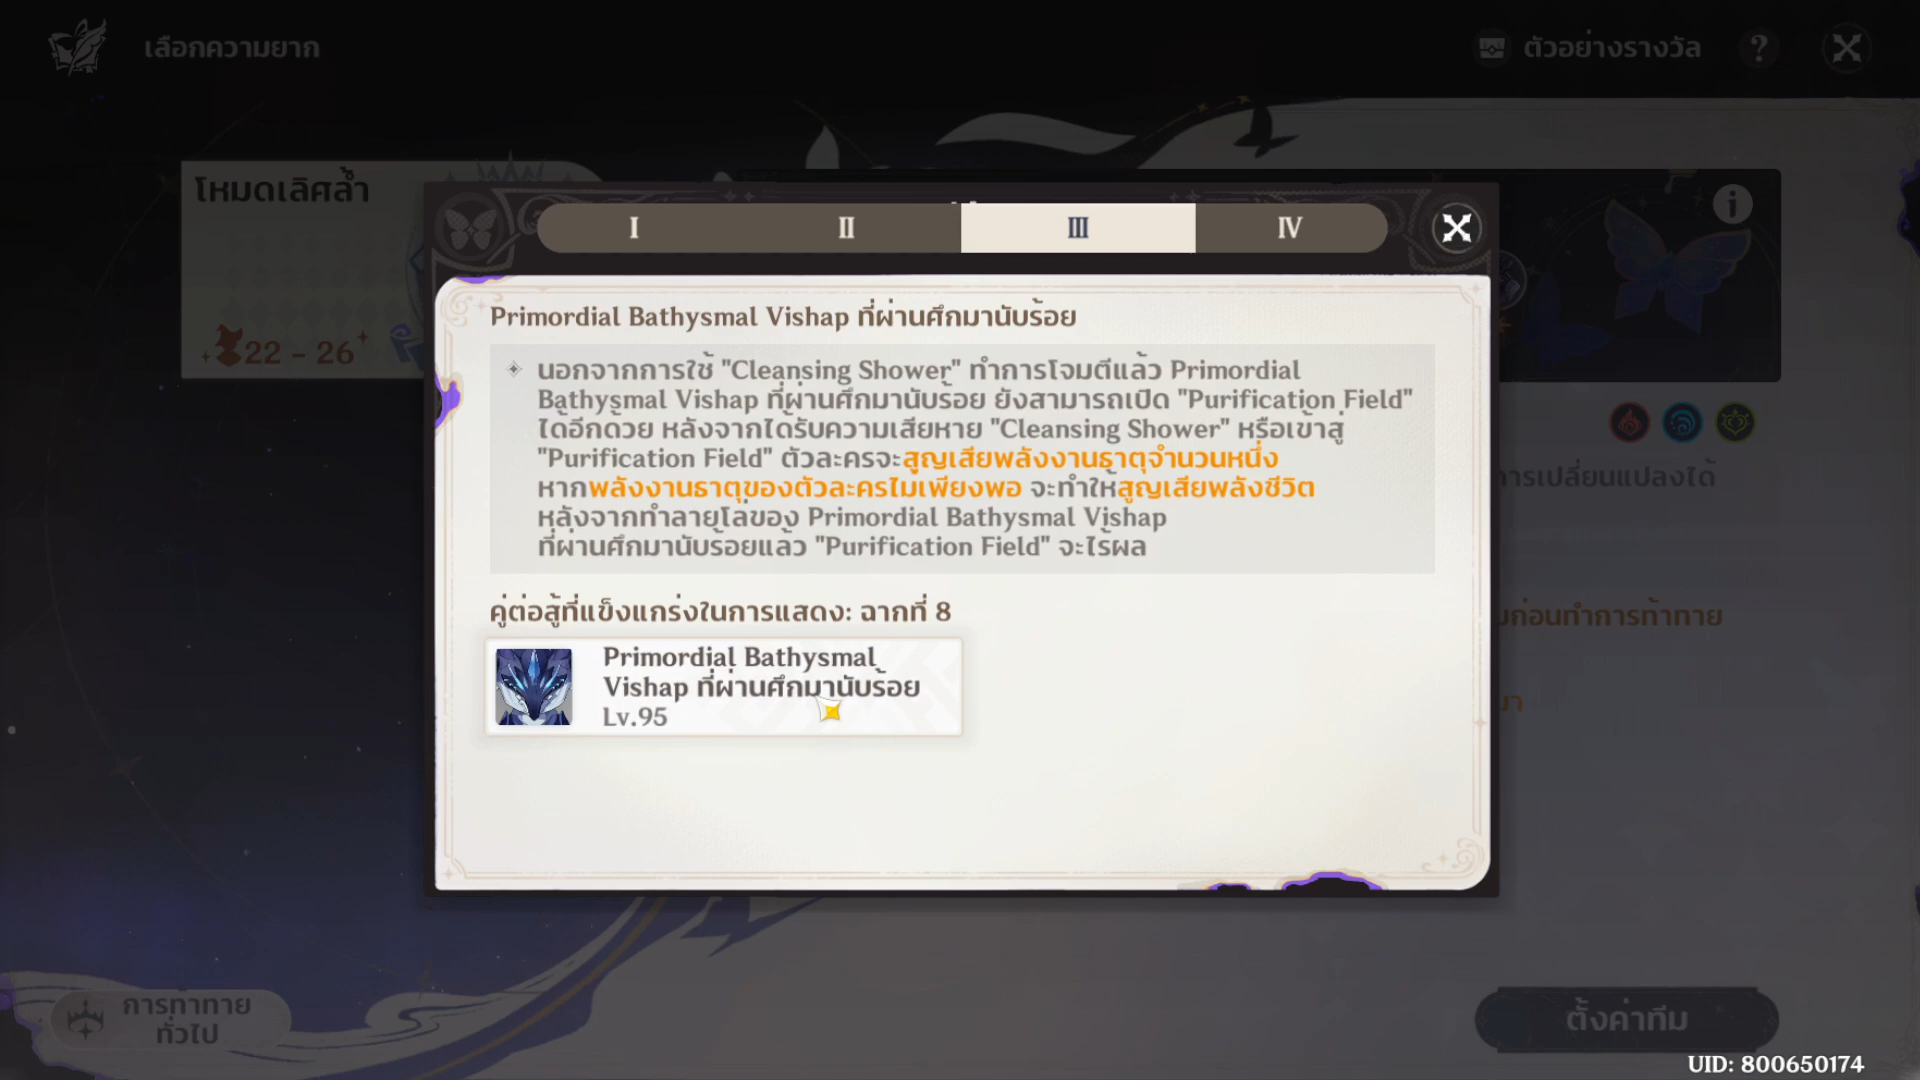 เลือกความยาก
ตัวอย่างรางวัล
?
โหมดเลิศล้ำ
22 - 26
I
II
III
IV
Primordial Bathysmal Vishap ที่ผ่านศึกมานับร้อย
นอกจากการใช้ "Cleansing Shower" ทำการโจมตีแล้ว Primordial
Bathysmal Vishap ที่ผ่านศึกมานับร้อย ยังสามารถเปิด "Purification Field"
ได้อีกด้วย หลังจากได้รับความเสียหาย "Cleansing Shower" หรือเข้าสู่
"Purification Field" ตัวละครจะสูญเสียพลังงานธาตุจำนวนหนึ่ง
หากพลังงานธาตุของตัวละครไม่เพียงพอ จะทำให้สูญเสียพลังชีวิต
หลังจากทำลายโล่ของ Primordial Bathysmal Vishap
ที่ผ่านศึกมานับร้อยแล้ว "Purification Field" จะไร้ผล
การเปลี่ยนแปลงได้
คู่ต่อสู้ที่แข็งแกร่งในการแสดง: ฉากที่ 8
ก่อนทำการท้าทาย
Primordial Bathysmal
Vishap ที่ผ่านศึกมานับร้อย
Lv.95
มา
การท้าทาย
ทั่วไป
ตั้งค่าทีม
UID: 800650174